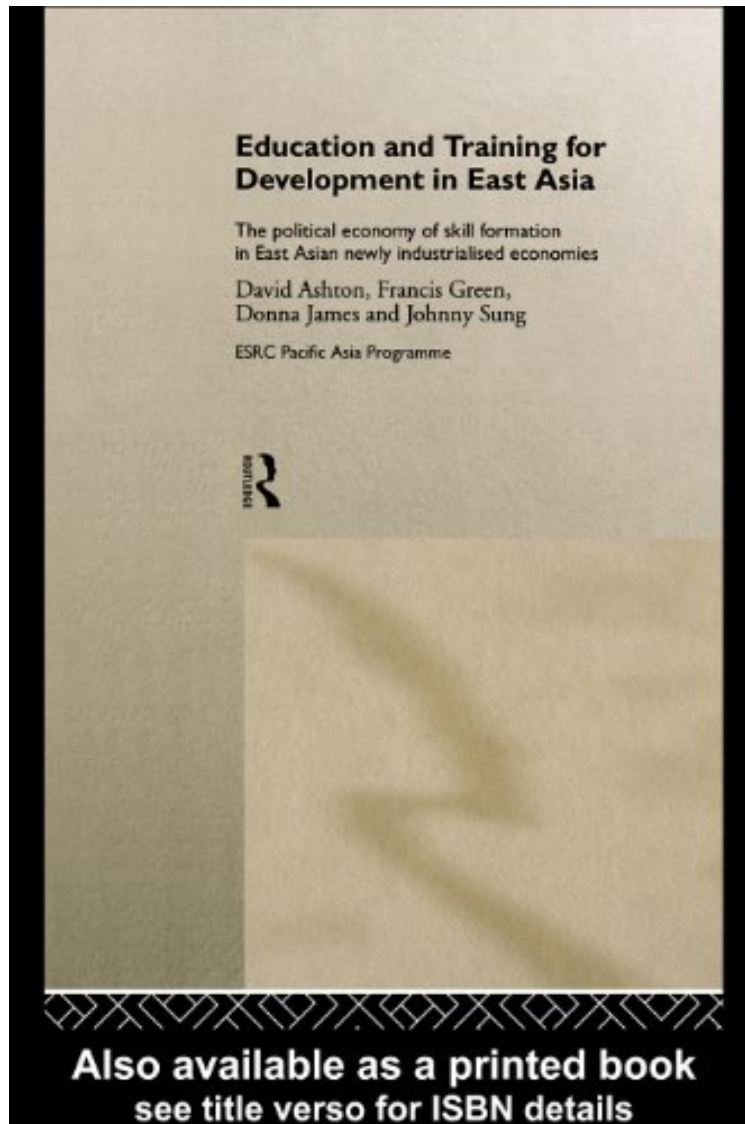 Education and Training for
Development in East Asia
The political economy of skill formation
in East Asian newly industrialised economies
David Ashton, Francis Green,
Donna James and Johnny Sung
ESRC Pacific Asia Programme
ROUTLEDGE
Also available as a printed book
see title verso for ISBN details